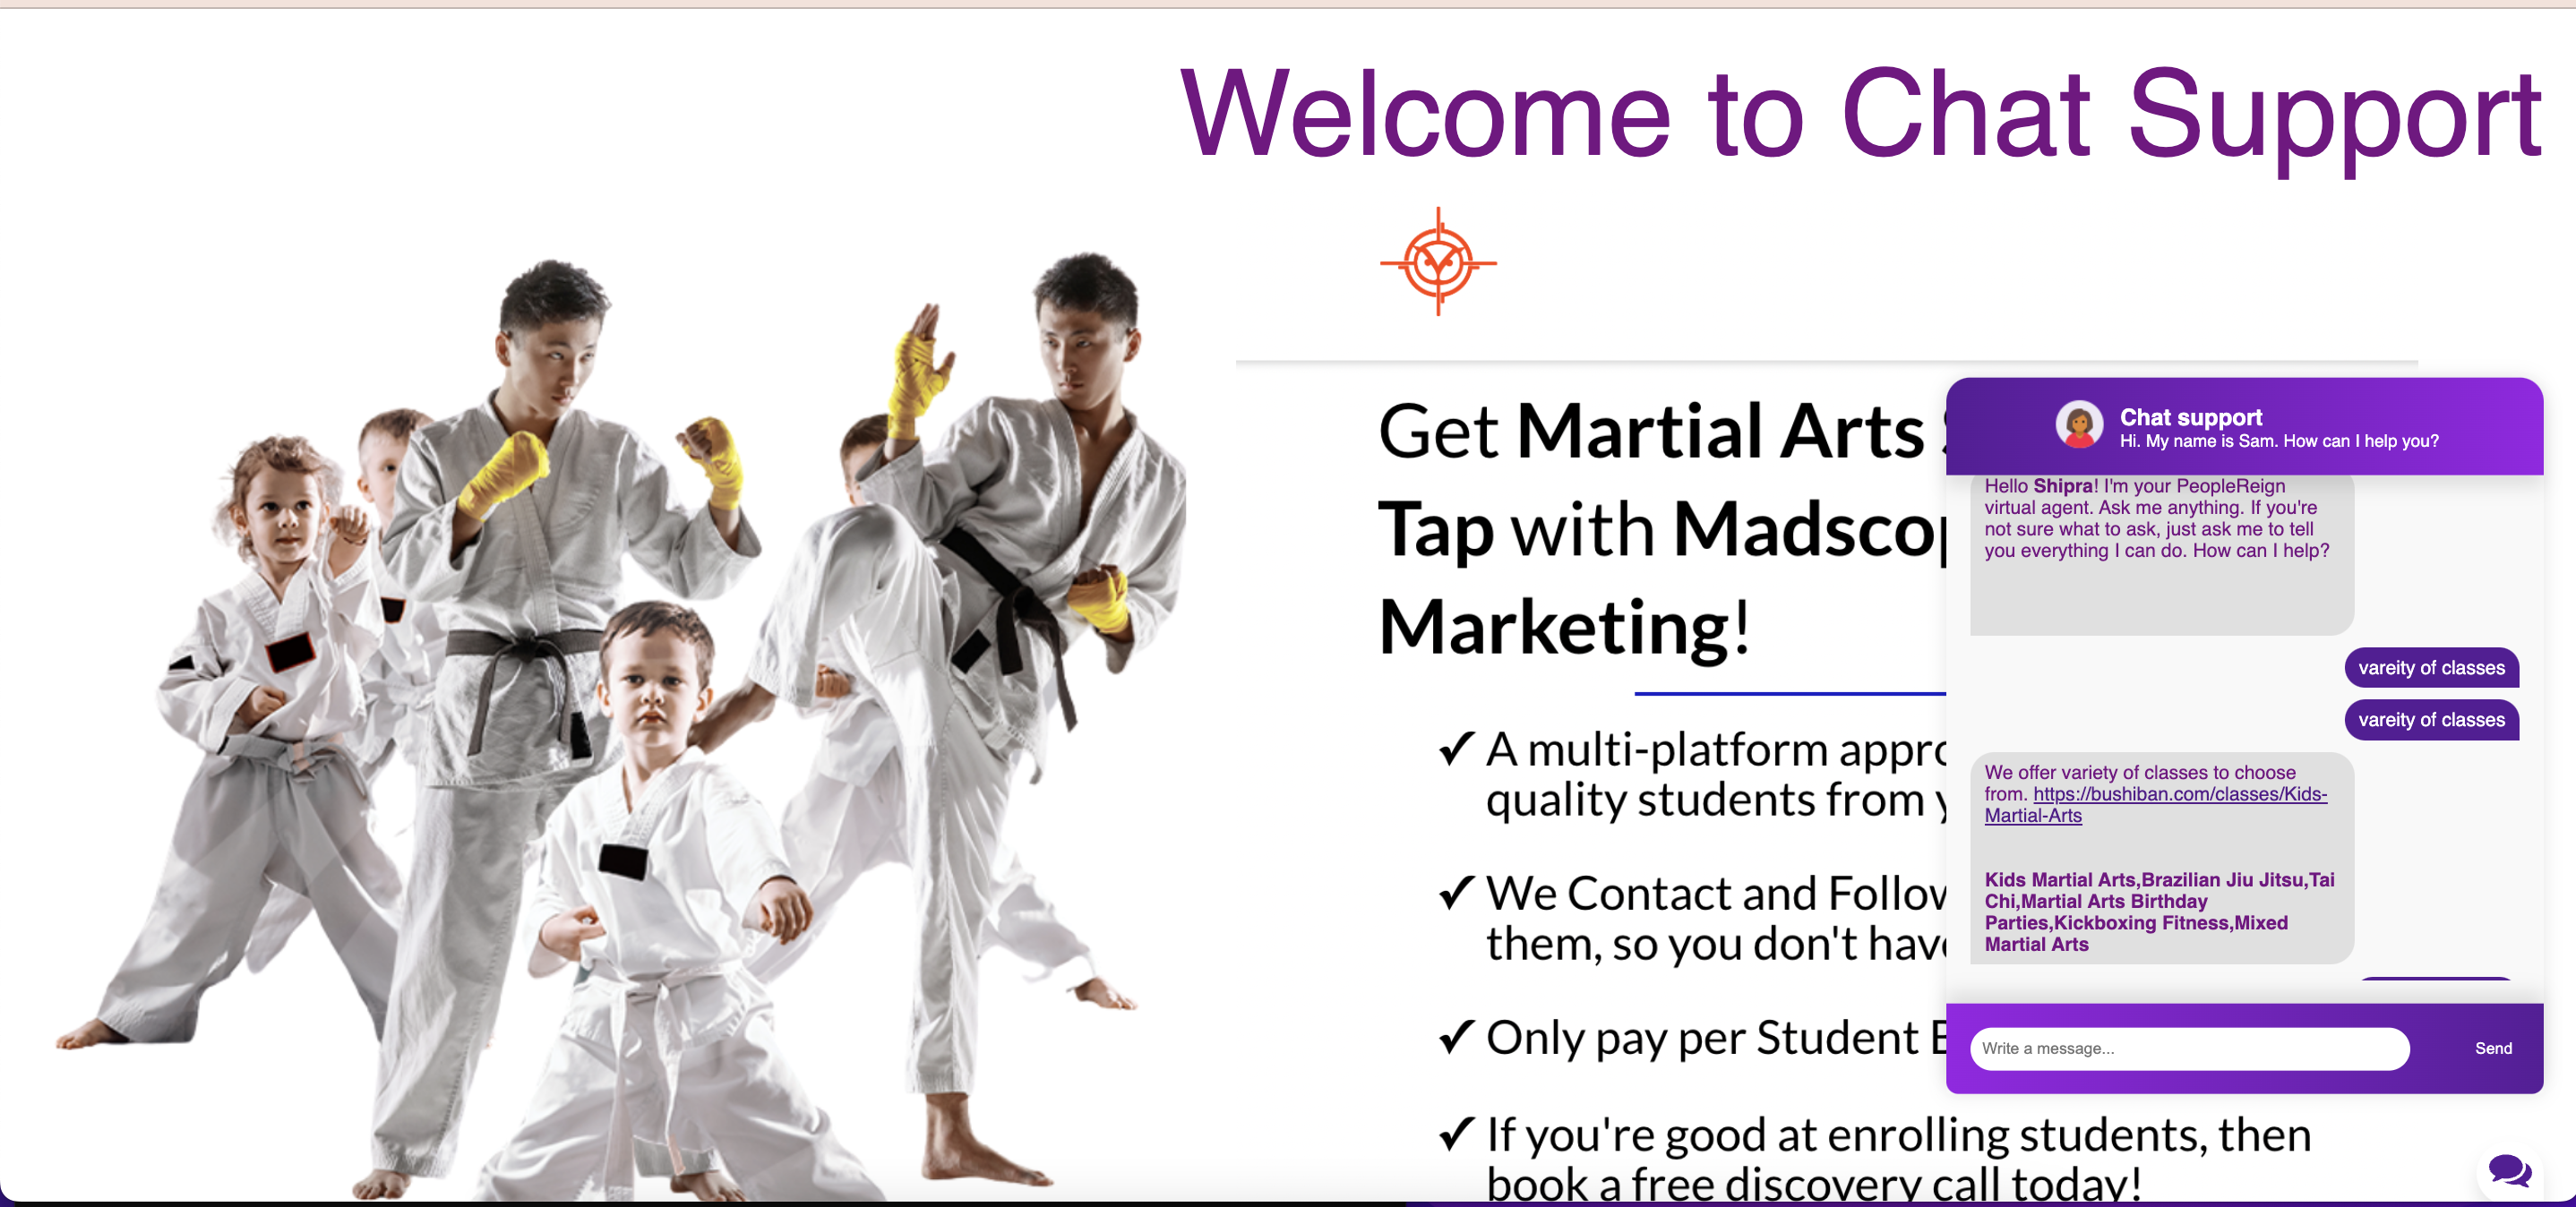 Welcome to Chat Support
Get Martial Arts
Tap with Madscop
Marketing!
✓ A multi-platform appro
quality students from y
✓ We Contact and Follow
them, so you don't have
✓ Only pay per Student
✓ If you're good at enrolling students, then
book a free discovery call today!
Chat support
Hi. My name is Sam. How can I help you?
Hello Shipra! I'm your PeopleReign
virtual agent. Ask me anything. If you're
not sure what to ask, just ask me to tell
you everything I can do. How can I help?
vareity of classes
vareity of classes
We offer variety of classes to choose
from. https://bushiban.com/classes/Kids-
Martial-Arts
Kids Martial Arts,Brazilian Jiu Jitsu,Tai
Chi,Martial Arts Birthday
Parties,Kickboxing Fitness,Mixed
Martial Arts
Write a message...
Send